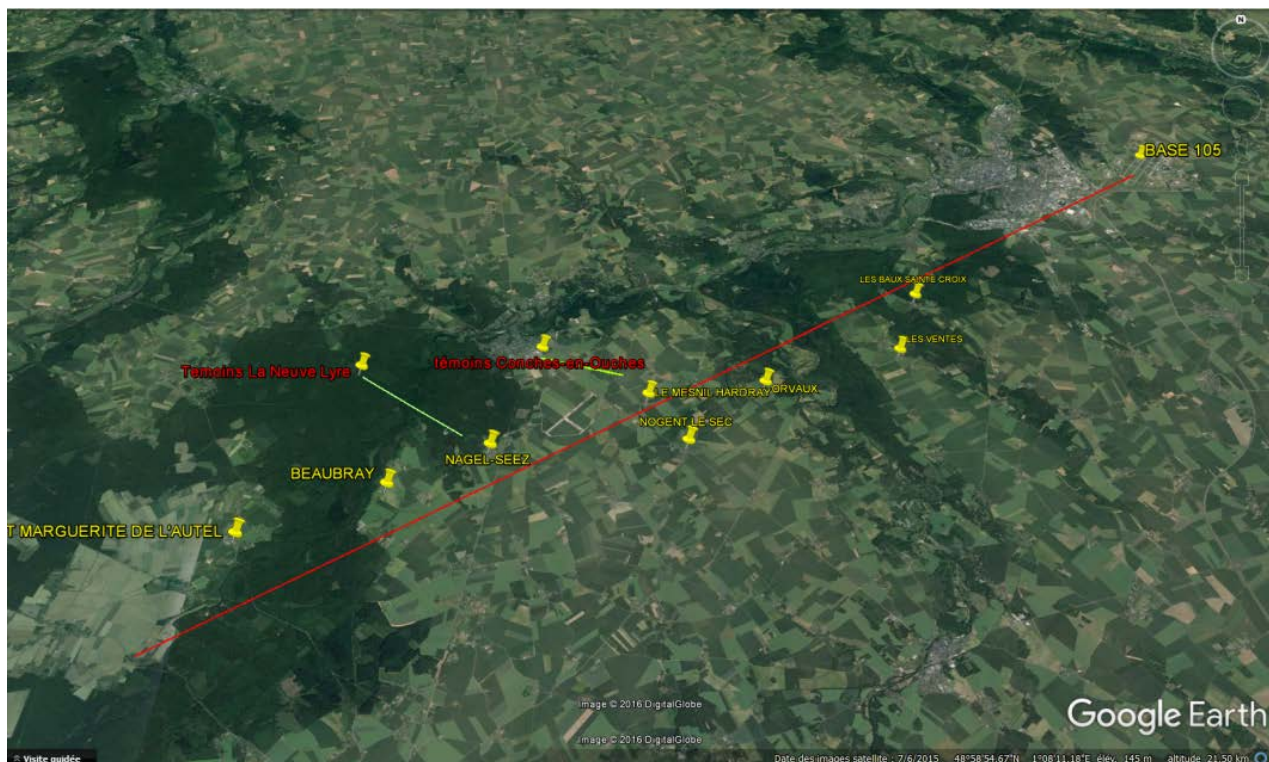 N
BASE 105
LES BAUX SAINTE CROIX
LES VENTES
Temoins La Neuve Lyre
témoins Conches-en-Ouches
LE MESNIL HARDRAY
ORVAUX
NOGENT LE SEC
NAGEL-SEEZ
BEAUBRAY
T MARGUERITE DE L'AUTEL
Image © 2016 DigitalGlobe
Google Earth
Image © 2016 DigitalGlobe
Visite guidée
Date des images satellite : 7/6/2015 48°58'54.67"N 1°08'11.18"E élév. 145 m altitude 21.50 km